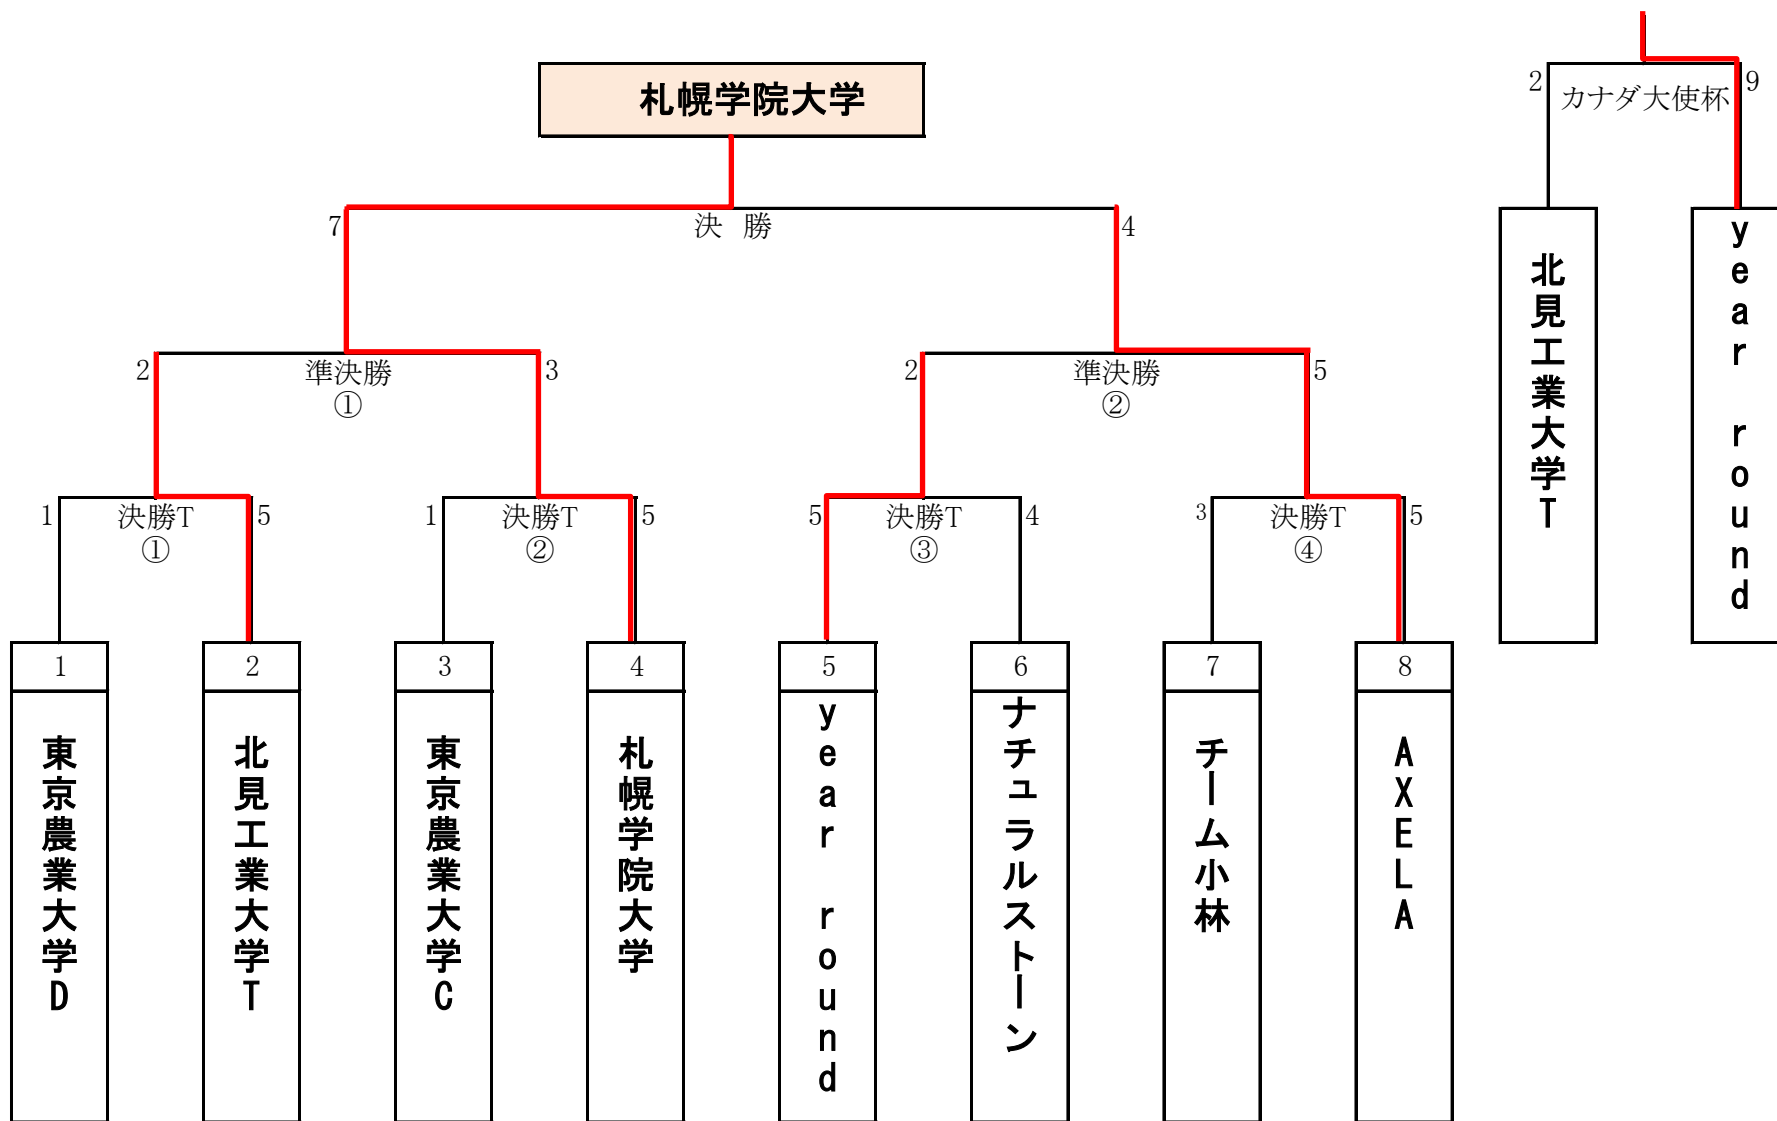 札幌学院大学
2 カナダ大使杯 9
北見工業大学T
year round
7 決 勝 4
2 準決勝 3
①
2 準決勝 5
②
1 決勝T 5
①
1 決勝T 5
②
5 決勝T 4
③
3 決勝T 5
④
1
東京農業大学D
2
北見工業大学T
3
東京農業大学C
4
札幌学院大学
5
year round
6
ナチュラルストーン
7
チーム小林
8
AXELA